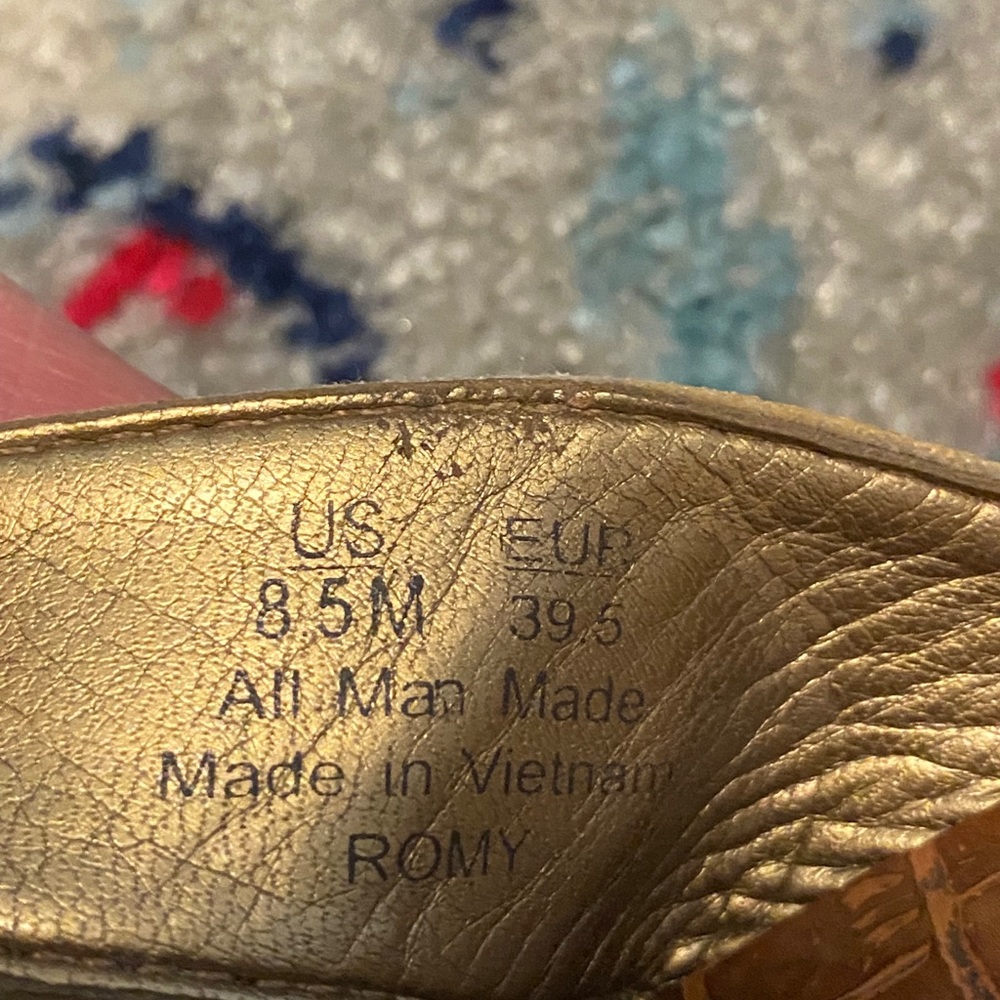 US EUR
8.5M 39.5
All Man Made
Made in Vietnam
ROMY